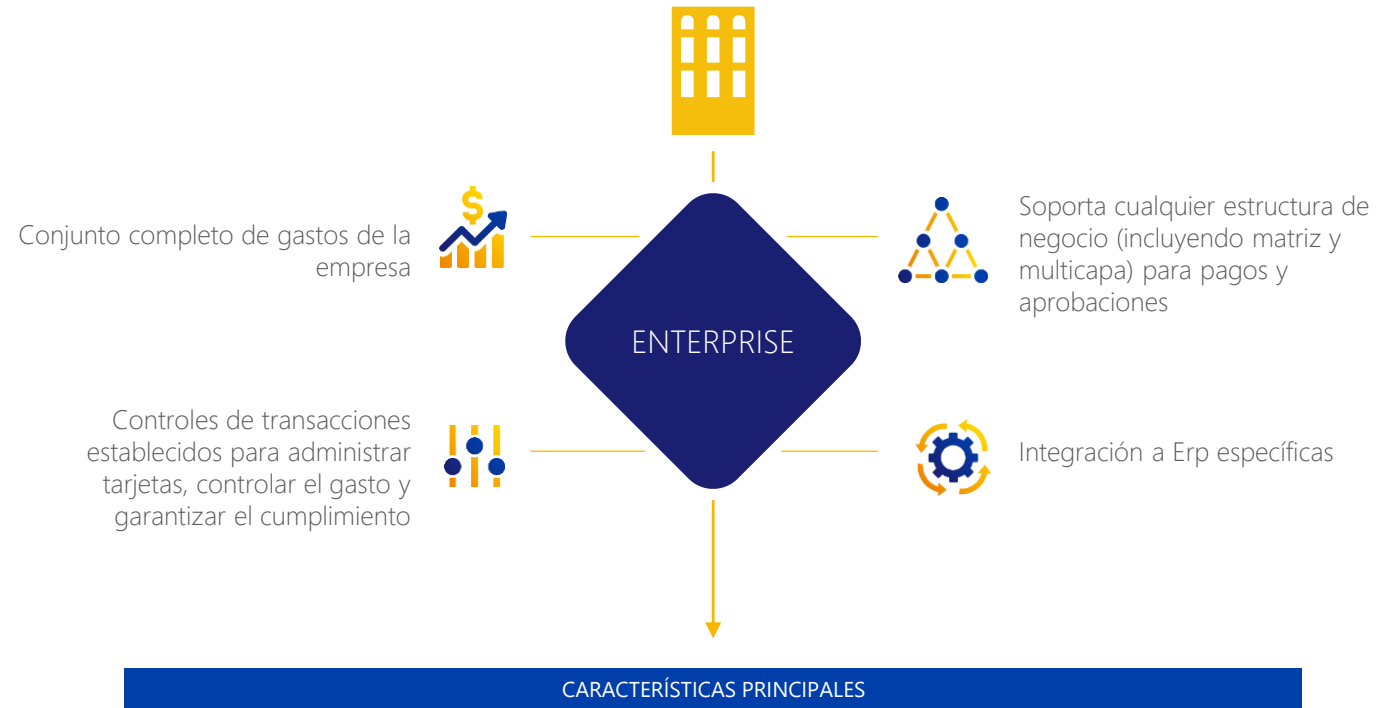 $
Conjunto completo de gastos de la
empresa
Soporta cualquier estructura de
negocio (incluyendo matriz y
multicapa) para pagos y
aprobaciones
ENTERPRISE
Controles de transacciones
establecidos para administrar
tarjetas, controlar el gasto y
garantizar el cumplimiento
Integración a Erp específicas
CARACTERÍSTICAS PRINCIPALES